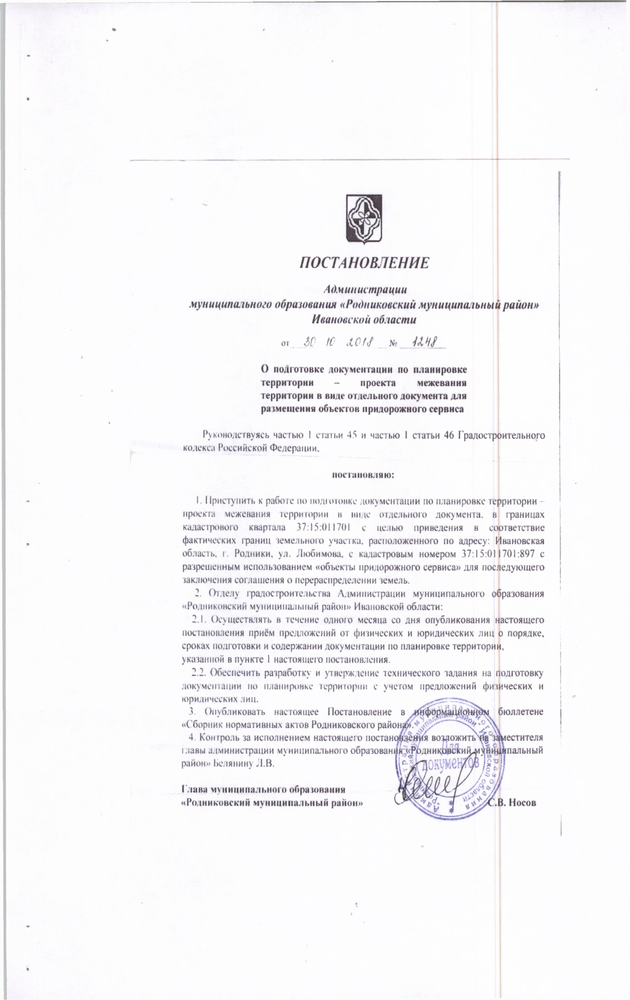 ПОСТАНОВЛЕНИЕ
Администрации
муниципального образования «Родниковский муниципальный район»
Ивановской области
от 30. 10 2018 № 1248
О подготовке документации по планировке
территории – проекта межевания
территории в виде отдельного документа для
размещения объектов придорожного сервиса
Руководствуясь частью 1 статьи 45 и частью 1 статьи 46 Градостроительного
кодекса Российской Федерации,
постановляю:
1. Приступить к работе по подготовке документации по планировке территории –
проекта межевания территории в виде отдельного документа, в границах
кадастрового квартала 37:15:011701 с целью приведения в соответствие
фактических границ земельного участка, расположенного по адресу: Ивановская
область, г. Родники, ул. Любимова, с кадастровым номером 37:15:011701:897 с
разрешенным использованием «объекты придорожного сервиса» для последующего
заключения соглашения о перераспределении земель.
2. Отделу градостроительства Администрации муниципального образования
«Родниковский муниципальный район» Ивановской области:
2.1. Осуществлять в течение одного месяца со дня опубликования настоящего
постановления приём предложений от физических и юридических лиц о порядке,
сроках подготовки и содержании документации по планировке территории,
указанной в пункте 1 настоящего постановления.
2.2. Обеспечить разработку и утверждение технического задания на подготовку
документации по планировке территории с учетом предложений физических и
юридических лиц.
3. Опубликовать настоящее Постановление в информационном бюллетене
«Сборник нормативных актов Родниковского района».
4. Контроль за исполнением настоящего постановления возложить на заместителя
главы администрации муниципального образования «Родниковский муниципальный
район» Белянину Л.В.
Глава муниципального образования
«Родниковский муниципальный район» С.В. Носов
Администрация муниципального образования
"Родниковский муниципальный район" Ивановской области
Для
документов